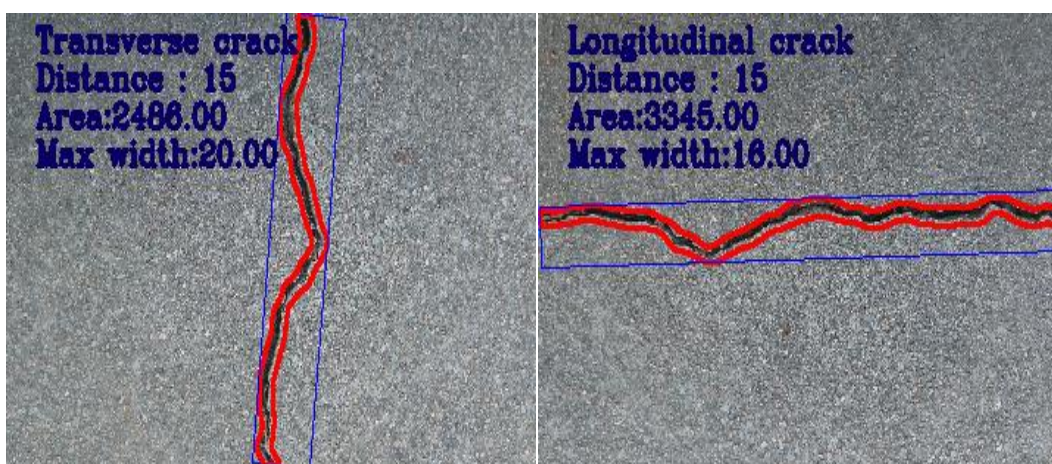 Transverse crack
Distance : 15
Area:2486.00
Max width:20.00
Longitudinal crack
Distance : 15
Area:3345.00
Max width:16.00